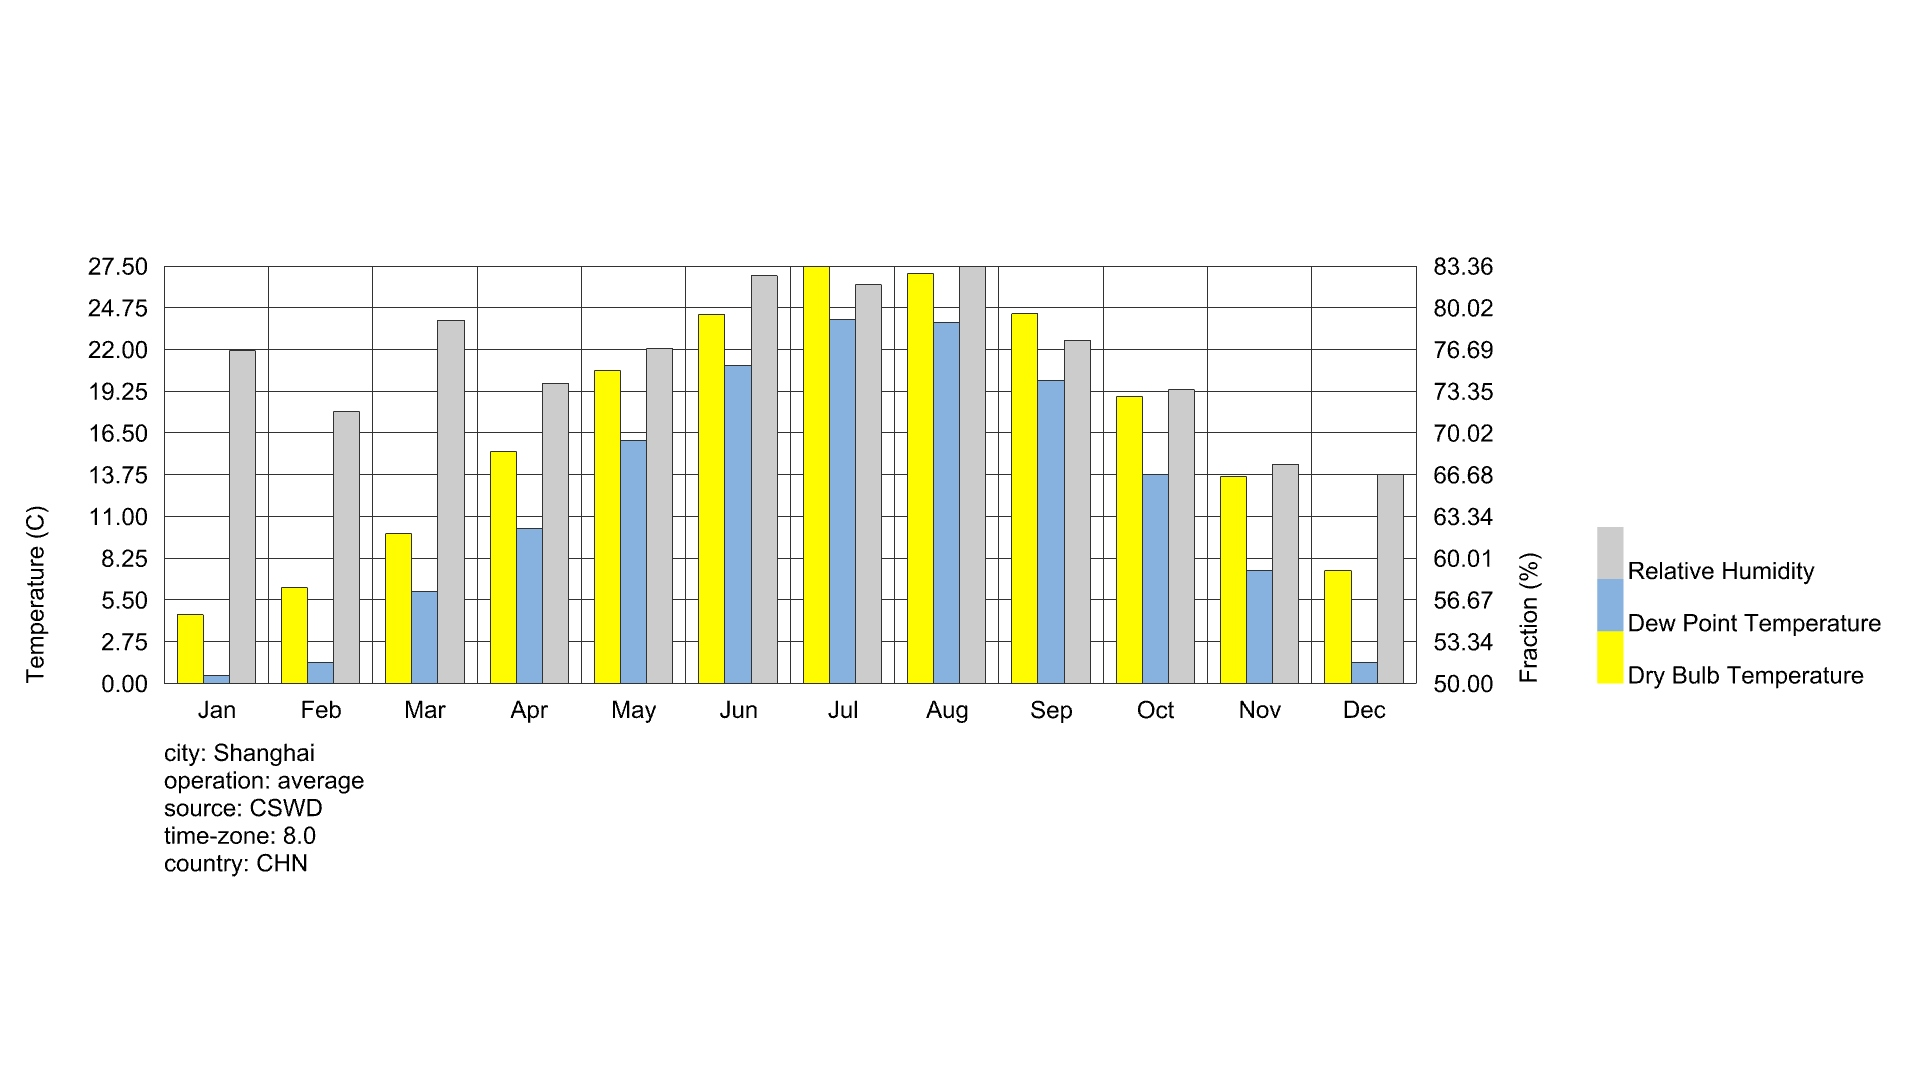 27.50
24.75
22.00
19.25
16.50
13.75
11.00
8.25
5.50
2.75
0.00
Temperature (C)
83.36
80.02
76.69
73.35
70.02
66.68
63.34
60.01
56.67
53.34
50.00
Fraction (%)
Jan Feb Mar Apr May Jun Jul Aug Sep Oct Nov Dec
Relative Humidity
Dew Point Temperature
Dry Bulb Temperature
city: Shanghai
operation: average
source: CSWD
time-zone: 8.0
country: CHN